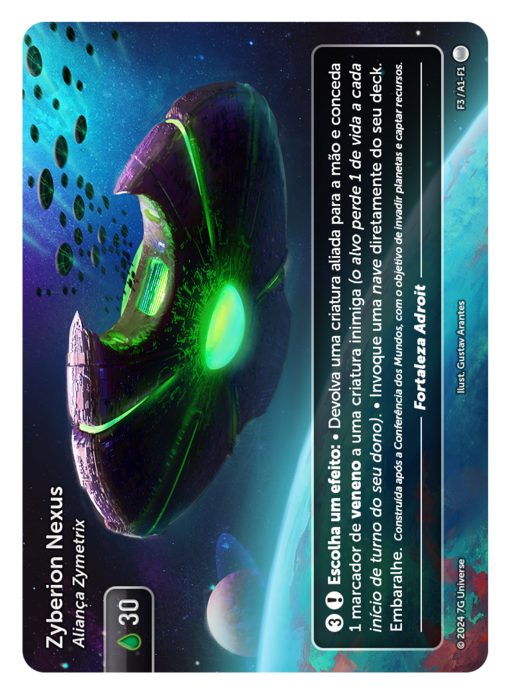 Zyberion Nexus
Aliança Zymetrix
30
3 ! Escolha um efeito: • Devolva uma criatura aliada para a mão e conceda
1 marcador de veneno a uma criatura inimiga (o alvo perde 1 de vida a cada
início de turno do seu dono). • Invoque uma nave diretamente do seu deck.
Embaralhe. Construída após a Conferência dos Mundos, com o objetivo de invadir planetas e captar recursos.
Fortaleza Adroit
© 2024 7G Universe
Ilust. Gustav Arantes
F3 / A1-F1